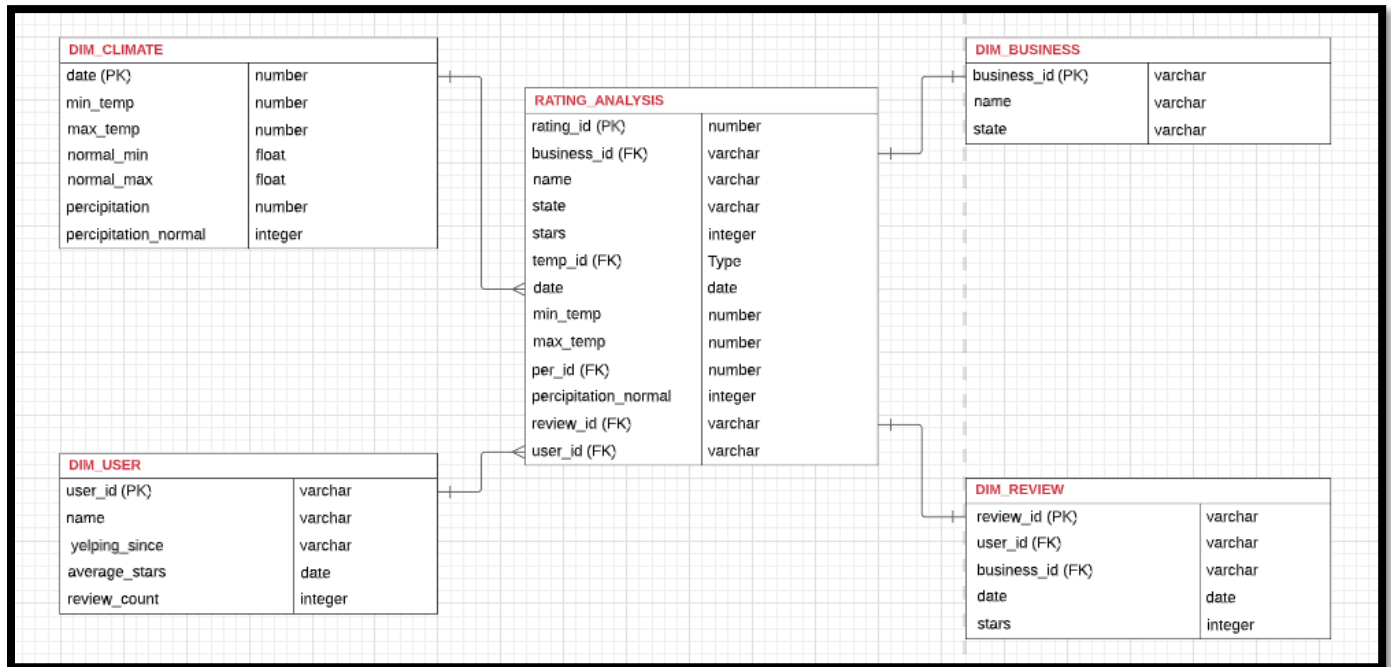 DIM_CLIMATE
date (PK) number
min_temp number
max_temp number
normal_min float
normal_max float
percipitation number
percipitation_normal integer
RATING_ANALYSIS
rating_id (PK) number
business_id (FK) varchar
name varchar
state varchar
stars integer
temp_id (FK) Type
date date
min_temp number
max_temp number
per_id (FK) number
percipitation_normal integer
review_id (FK) varchar
user_id (FK) varchar
DIM_BUSINESS
business_id (PK) varchar
name varchar
state varchar
DIM_USER
user_id (PK) varchar
name varchar
yelping_since varchar
average_stars date
review_count integer
DIM_REVIEW
review_id (PK) varchar
user_id (FK) varchar
business_id (FK) varchar
date date
stars integer